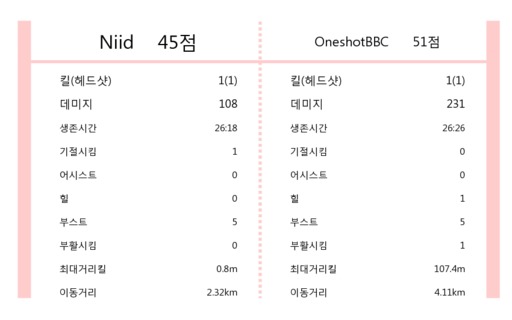 Niid 45점
킬(헤드샷) 1(1)
데미지 108
생존시간 26:18
기절시킴 1
어시스트 0
힐 0
부스트 5
부활시킴 0
최대거리킬 0.8m
이동거리 2.32km
OneshotBBC 51점
킬(헤드샷) 1(1)
데미지 231
생존시간 26:26
기절시킴 0
어시스트 0
힐 1
부스트 5
부활시킴 1
최대거리킬 107.4m
이동거리 4.11km